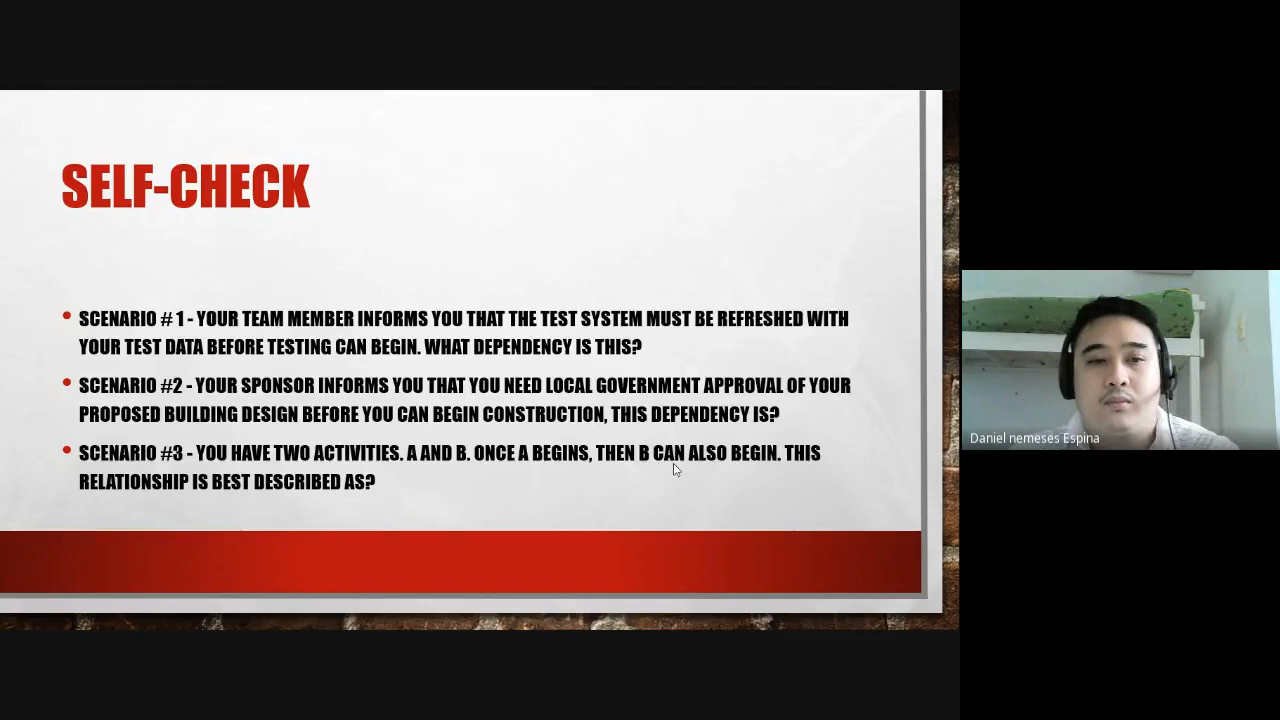 SELF-CHECK
• SCENARIO # 1 - YOUR TEAM MEMBER INFORMS YOU THAT THE TEST SYSTEM MUST BE REFRESHED WITH
YOUR TEST DATA BEFORE TESTING CAN BEGIN. WHAT DEPENDENCY IS THIS?
• SCENARIO #2 - YOUR SPONSOR INFORMS YOU THAT YOU NEED LOCAL GOVERNMENT APPROVAL OF YOUR
PROPOSED BUILDING DESIGN BEFORE YOU CAN BEGIN CONSTRUCTION, THIS DEPENDENCY IS?
• SCENARIO #3 - YOU HAVE TWO ACTIVITIES. A AND B. ONCE A BEGINS, THEN B CAN ALSO BEGIN. THIS
RELATIONSHIP IS BEST DESCRIBED AS?
Daniel nemeses Espina